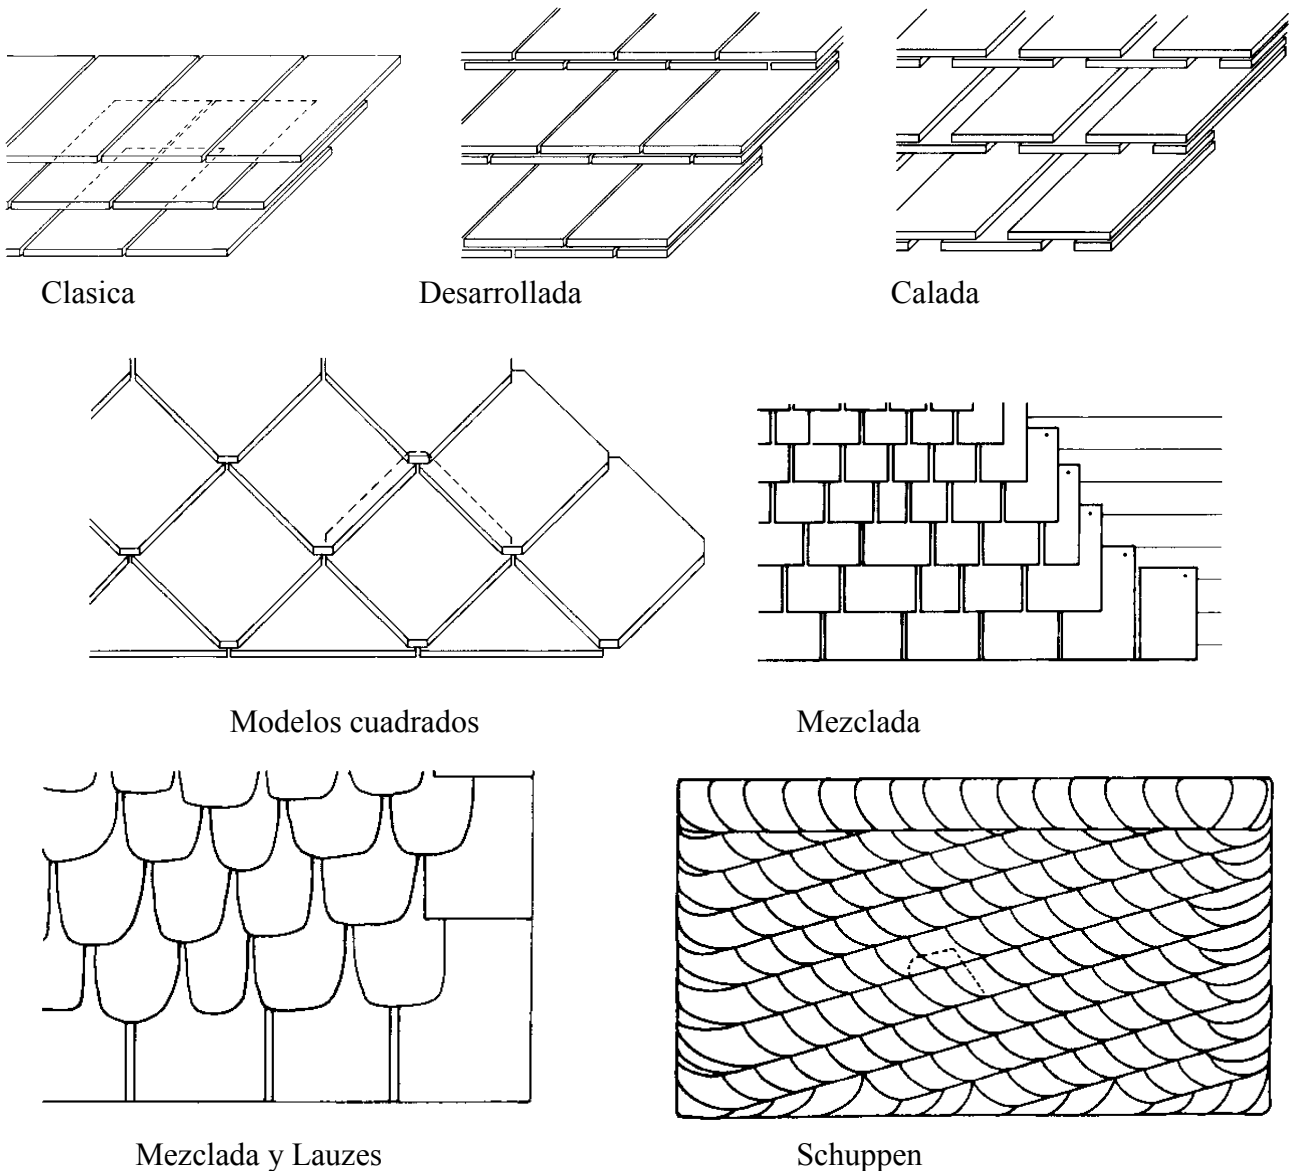 Clasica
Desarrollada
Calada
Modelos cuadrados
Mezclada
Mezclada y Lauzes
Schuppen